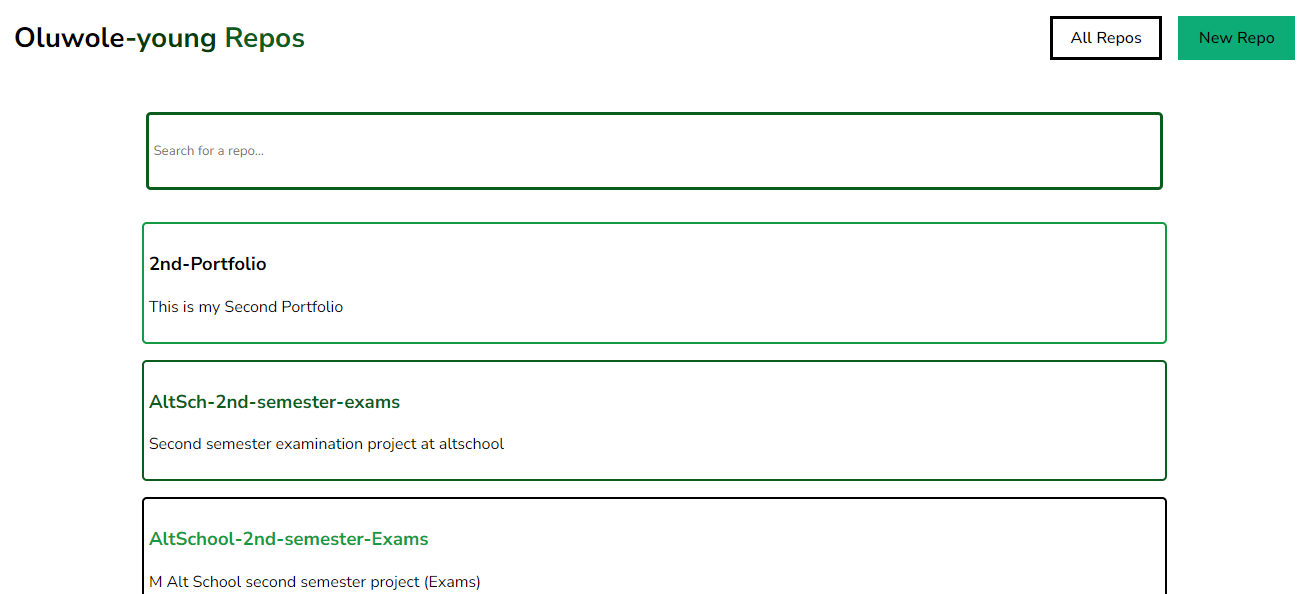 Oluwole-young Repos
All Repos
New Repo
Search for a repo...
2nd-Portfolio
This is my Second Portfolio
AltSch-2nd-semester-exams
Second semester examination project at altschool
AltSchool-2nd-semester-Exams
M Alt School second semester project (Exams)